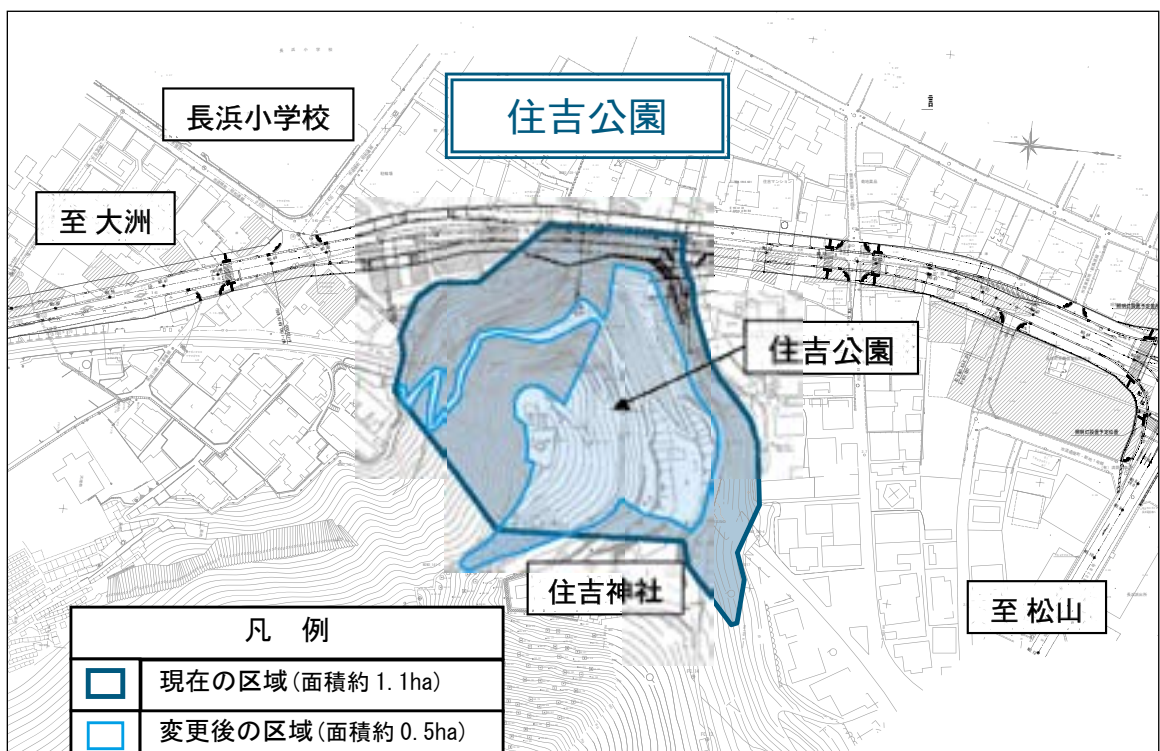 長浜小学校
住吉公園
至 大洲
住吉公園
住吉神社
至 松山
凡 例
現在の区域(面積約 1.1ha)
変更後の区域(面積約 0.5ha)